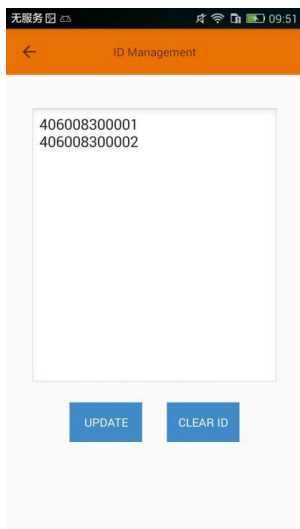 无服务 09:51
ID Management
406008300001
406008300002
UPDATE CLEAR ID